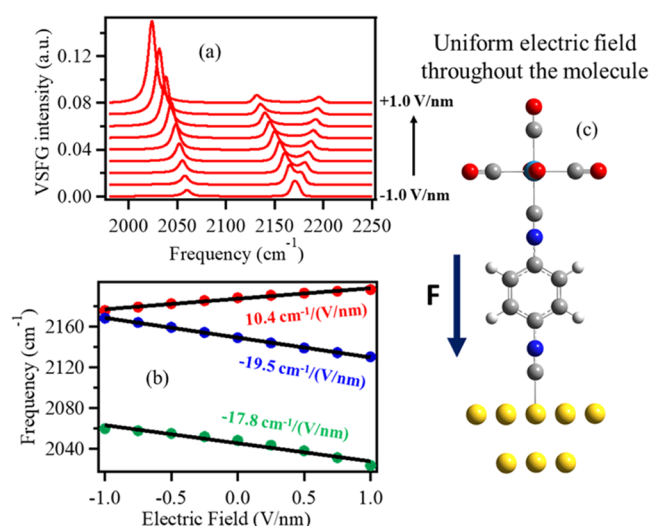 (a)
VSFG intensity (a.u.)
0.12
0.08
0.04
0.00
+1.0 V/nm
-1.0 V/nm
2000 2050 2100 2150 2200 2250
Frequency (cm-1)
(b)
Frequency (cm-1)
2160
2120
2080
2040
10.4 cm-1/(V/nm)
-19.5 cm-1/(V/nm)
-17.8 cm-1/(V/nm)
-1.0 -0.5 0.0 0.5 1.0
Electric Field (V/nm)
Uniform electric field
throughout the molecule
(c)
F